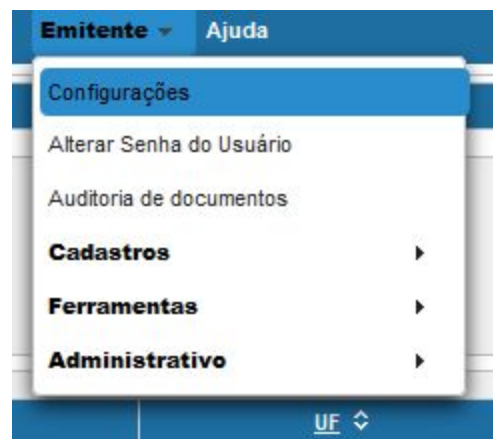 Emitente Ajuda
Configurações
Alterar Senha do Usuário
Auditoria de documentos
Cadastros
Ferramentas
Administrativo
UF